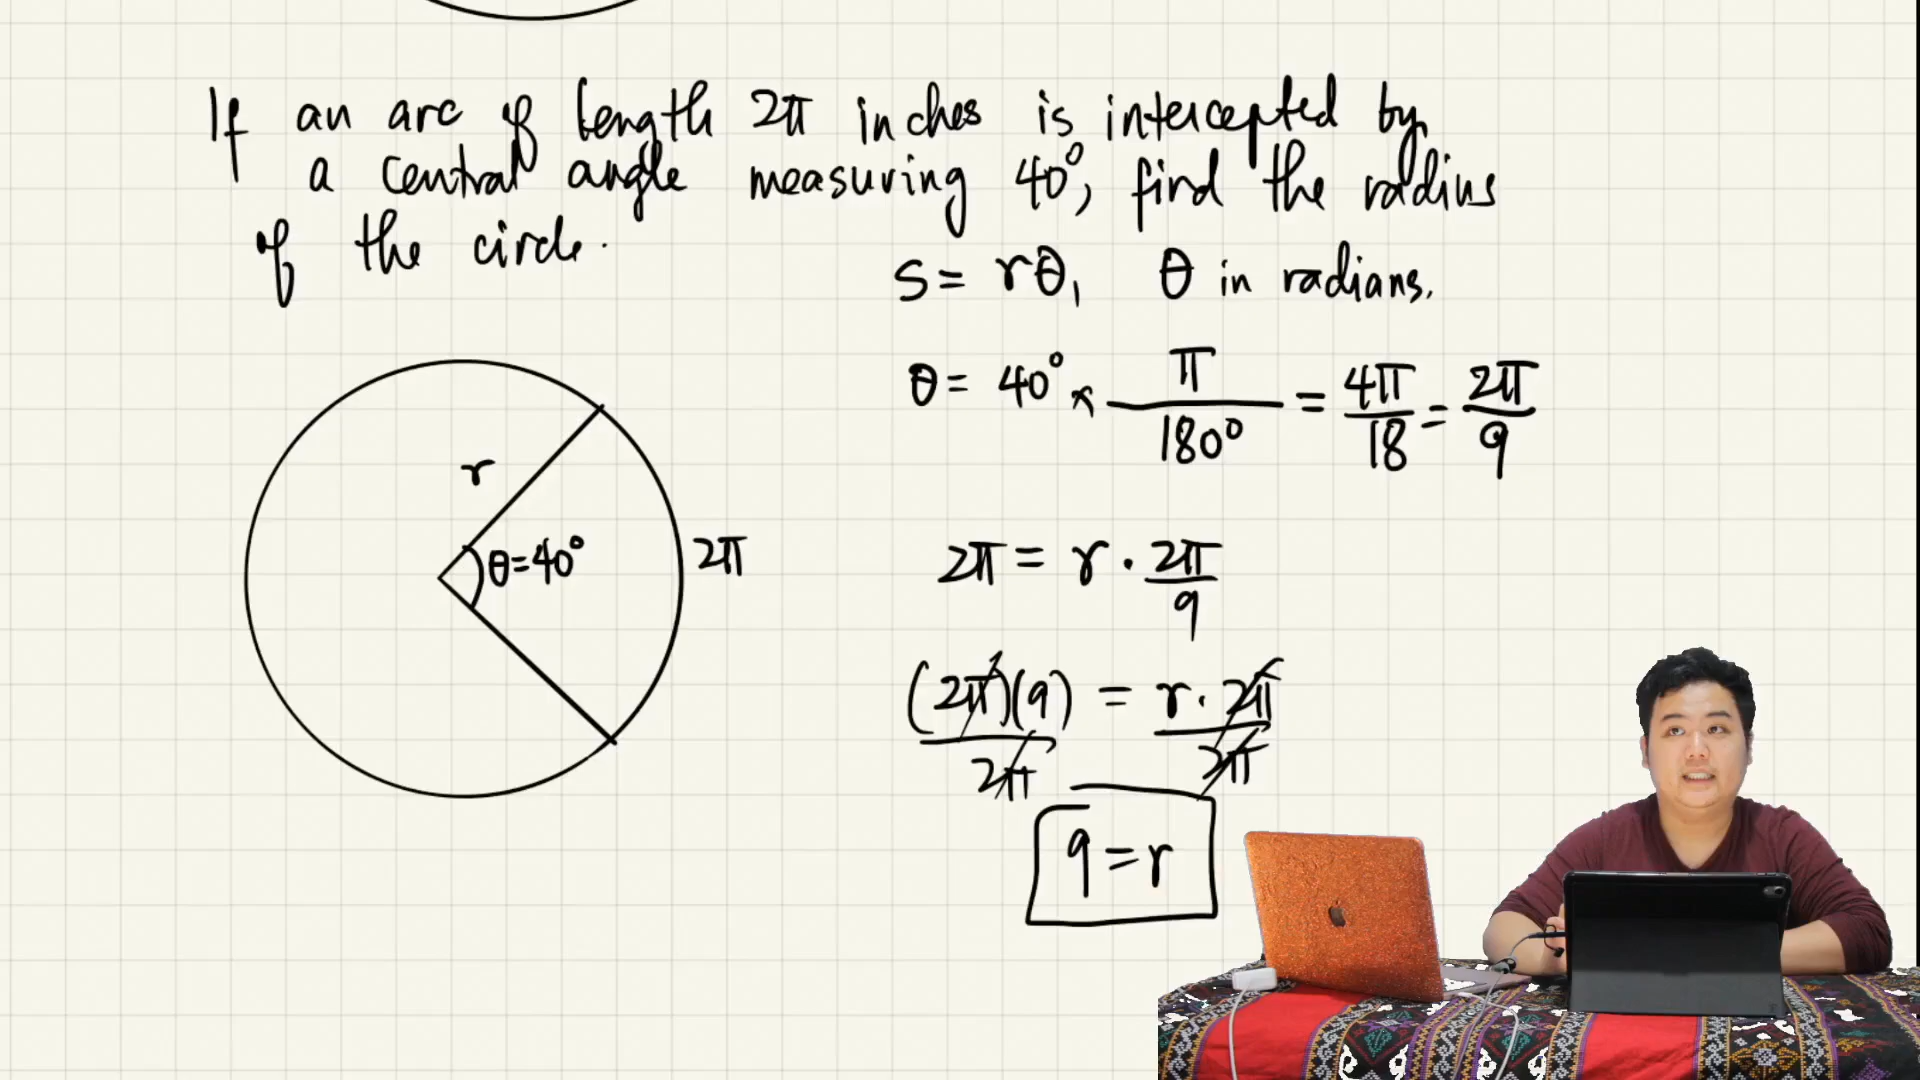 If an arc of length 2π inches is intercepted by
a central angle measuring 40°, find the radius
of the circle.
S = rθ, θ in radians.
θ = 40° × π/180° = 4π/18 = 2π/9
r
θ=40°
2π
2π = r · 2π/9
(2π)(9)/2π = r · 2π/2π
9 = r